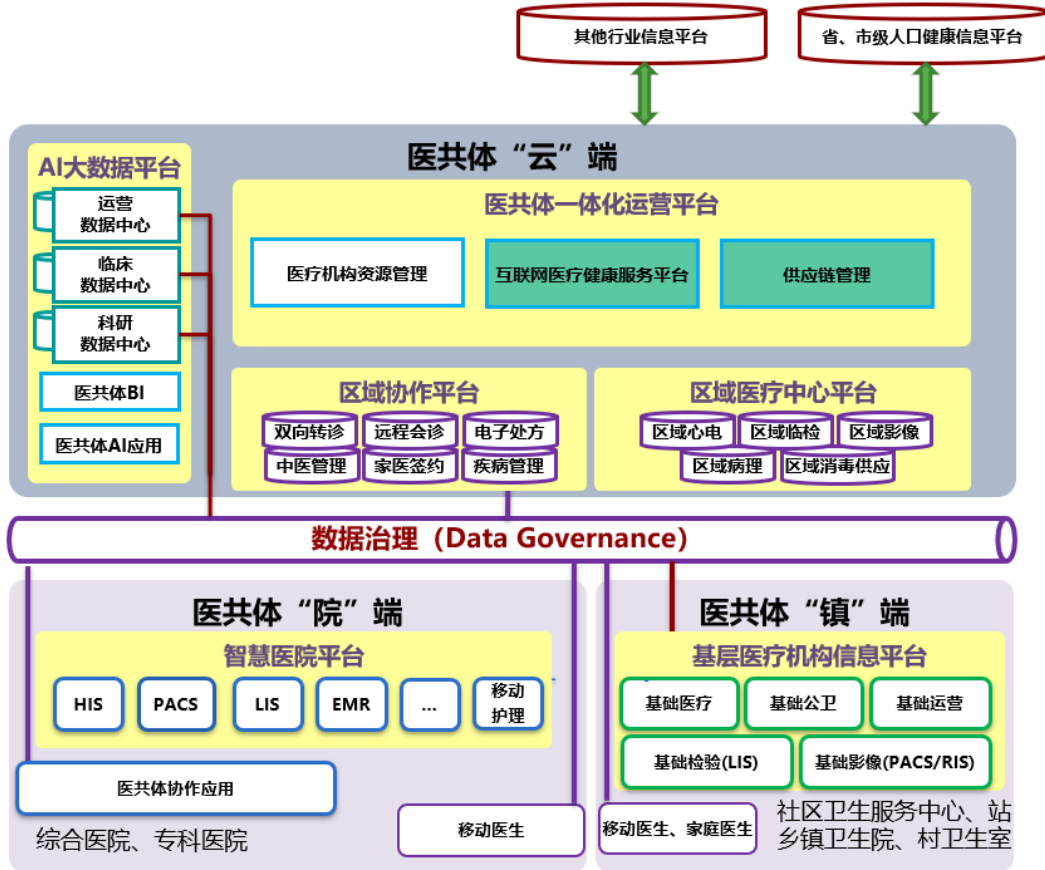 其他行业信息平台
省、市级人口健康信息平台
医共体“云”端
AI大数据平台
运营
数据中心
临床
数据中心
科研
数据中心
医共体BI
医共体AI应用
医共体一体化运营平台
医疗机构资源管理
互联网医疗健康服务平台
供应链管理
区域协作平台
双向转诊
远程会诊
电子处方
中医管理
家医签约
疾病管理
区域医疗中心平台
区域心电
区域临检
区域影像
区域病理
区域消毒供应
数据治理（Data Governance）
医共体“院”端
智慧医院平台
HIS
PACS
LIS
EMR
...
移动
护理
医共体协作应用
综合医院、专科医院
移动医生
医共体“镇”端
基层医疗机构信息平台
基础医疗
基础公卫
基础运营
基础检验(LIS)
基础影像(PACS/RIS)
移动医生、家庭医生
社区卫生服务中心、站
乡镇卫生院、村卫生室